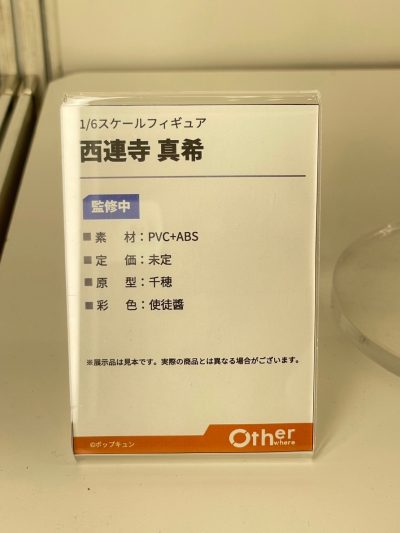 1/6スケールフィギュア
西連寺 真希
監修中
■素　材：PVC+ABS
■定　価：未定
■原　型：千穂
■彩　色：使徒醬
※展示品は見本です。実際の商品とは異なる場合がございます。
©ポップキュン
Other
where